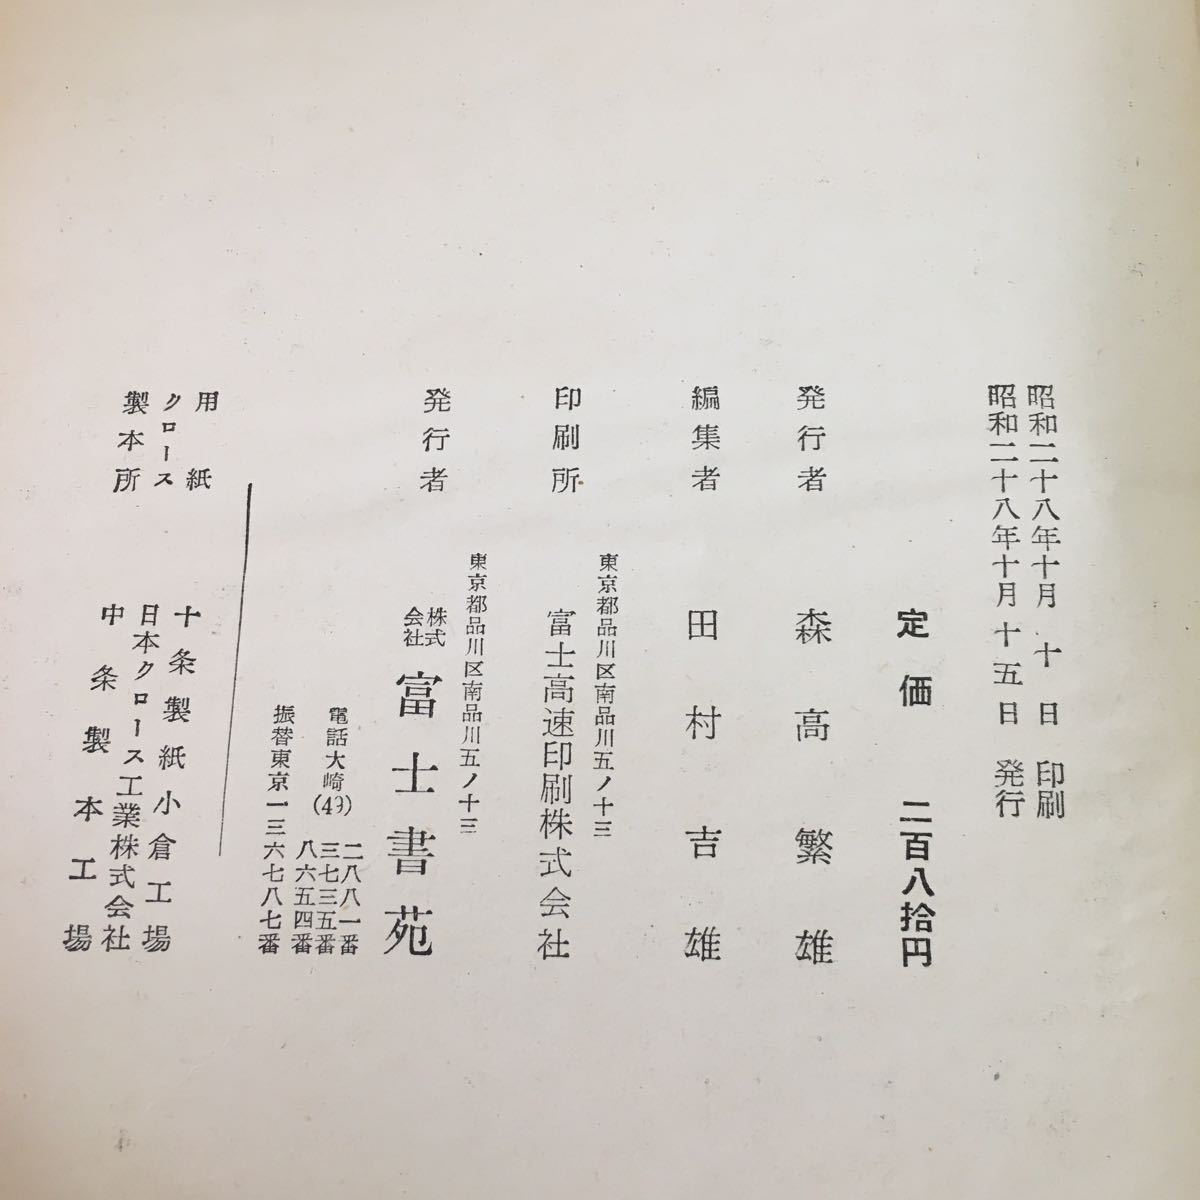 昭和二十八年十月 十 日 印刷
昭和二十八年十月 十五日 発行
定価 二百八拾円
発行者 森高繁雄
編集者 田村吉雄
東京都品川区南品川五ノ十三
印刷所 富士高速印刷株式会社
東京都品川区南品川五ノ十三
発行者 株式会社 富士書苑
電話大崎(49) 二八八一番
三七三五番
八六五四番
振替東京一三六七八七番
用紙 十条製紙小倉工場
クロース 日本クロース工業株式会社
製本所 中条製本工場